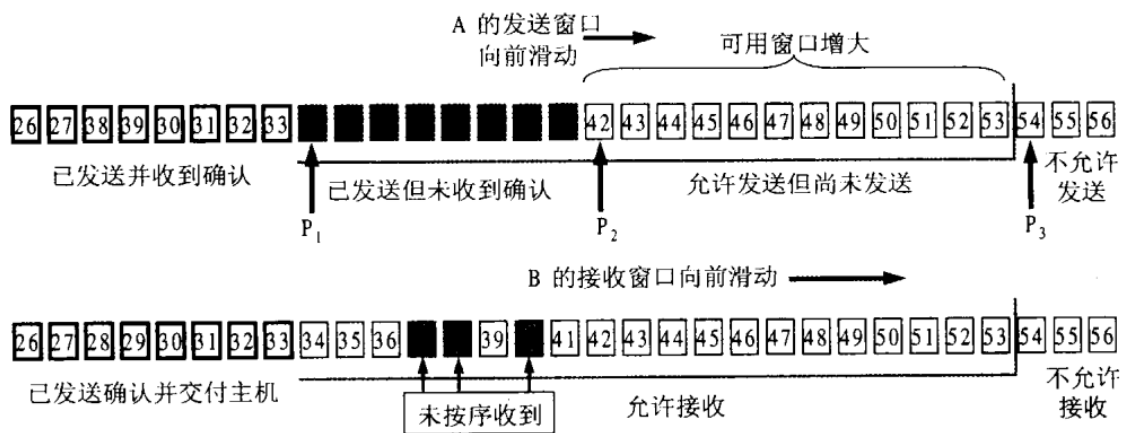 A 的发送窗口
向前滑动
可用窗口增大
26 27 38 39 30 31 32 33 42 43 44 45 46 47 48 49 50 51 52 53 54 55 56
已发送并收到确认
已发送但未收到确认
允许发送但尚未发送
不允许
发送
P1
P2
P3
B 的接收窗口向前滑动
26 27 28 29 30 31 32 33 34 35 36 39 41 42 43 44 45 46 47 48 49 50 51 52 53 54 55 56
已发送确认并交付主机
未按序收到
允许接收
不允许
接收